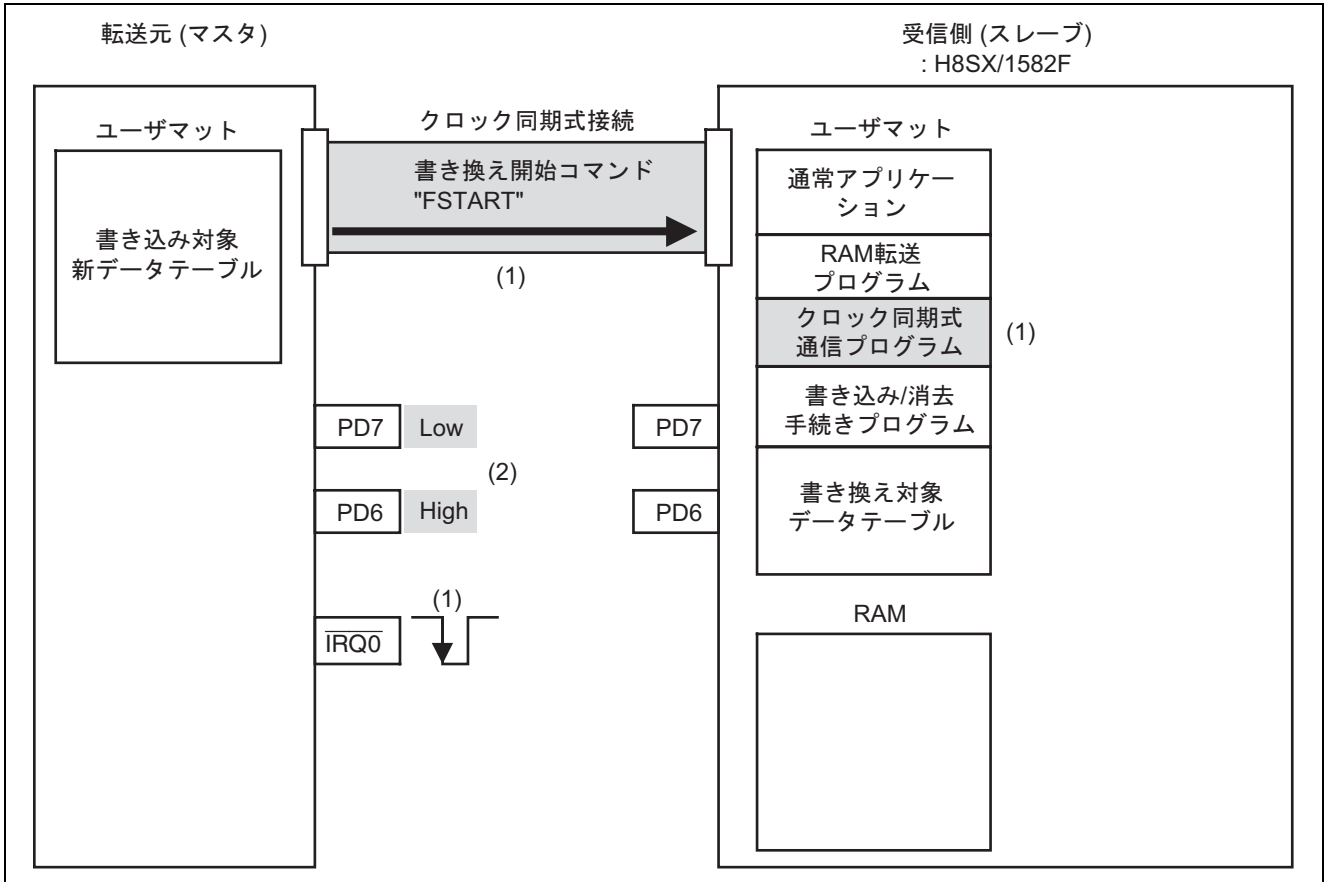 転送元 (マスタ)
受信側 (スレーブ)
: H8SX/1582F
ユーザマット
書き込み対象
新データテーブル
クロック同期式接続
書き換え開始コマンド
"FSTART"
(1)
PD7
Low
(2)
PD6
High
(1)
IRQ0
PD7
PD6
ユーザマット
通常アプリケー
ション
RAM転送
プログラム
クロック同期式
通信プログラム
(1)
書き込み/消去
手続きプログラム
書き換え対象
データテーブル
RAM